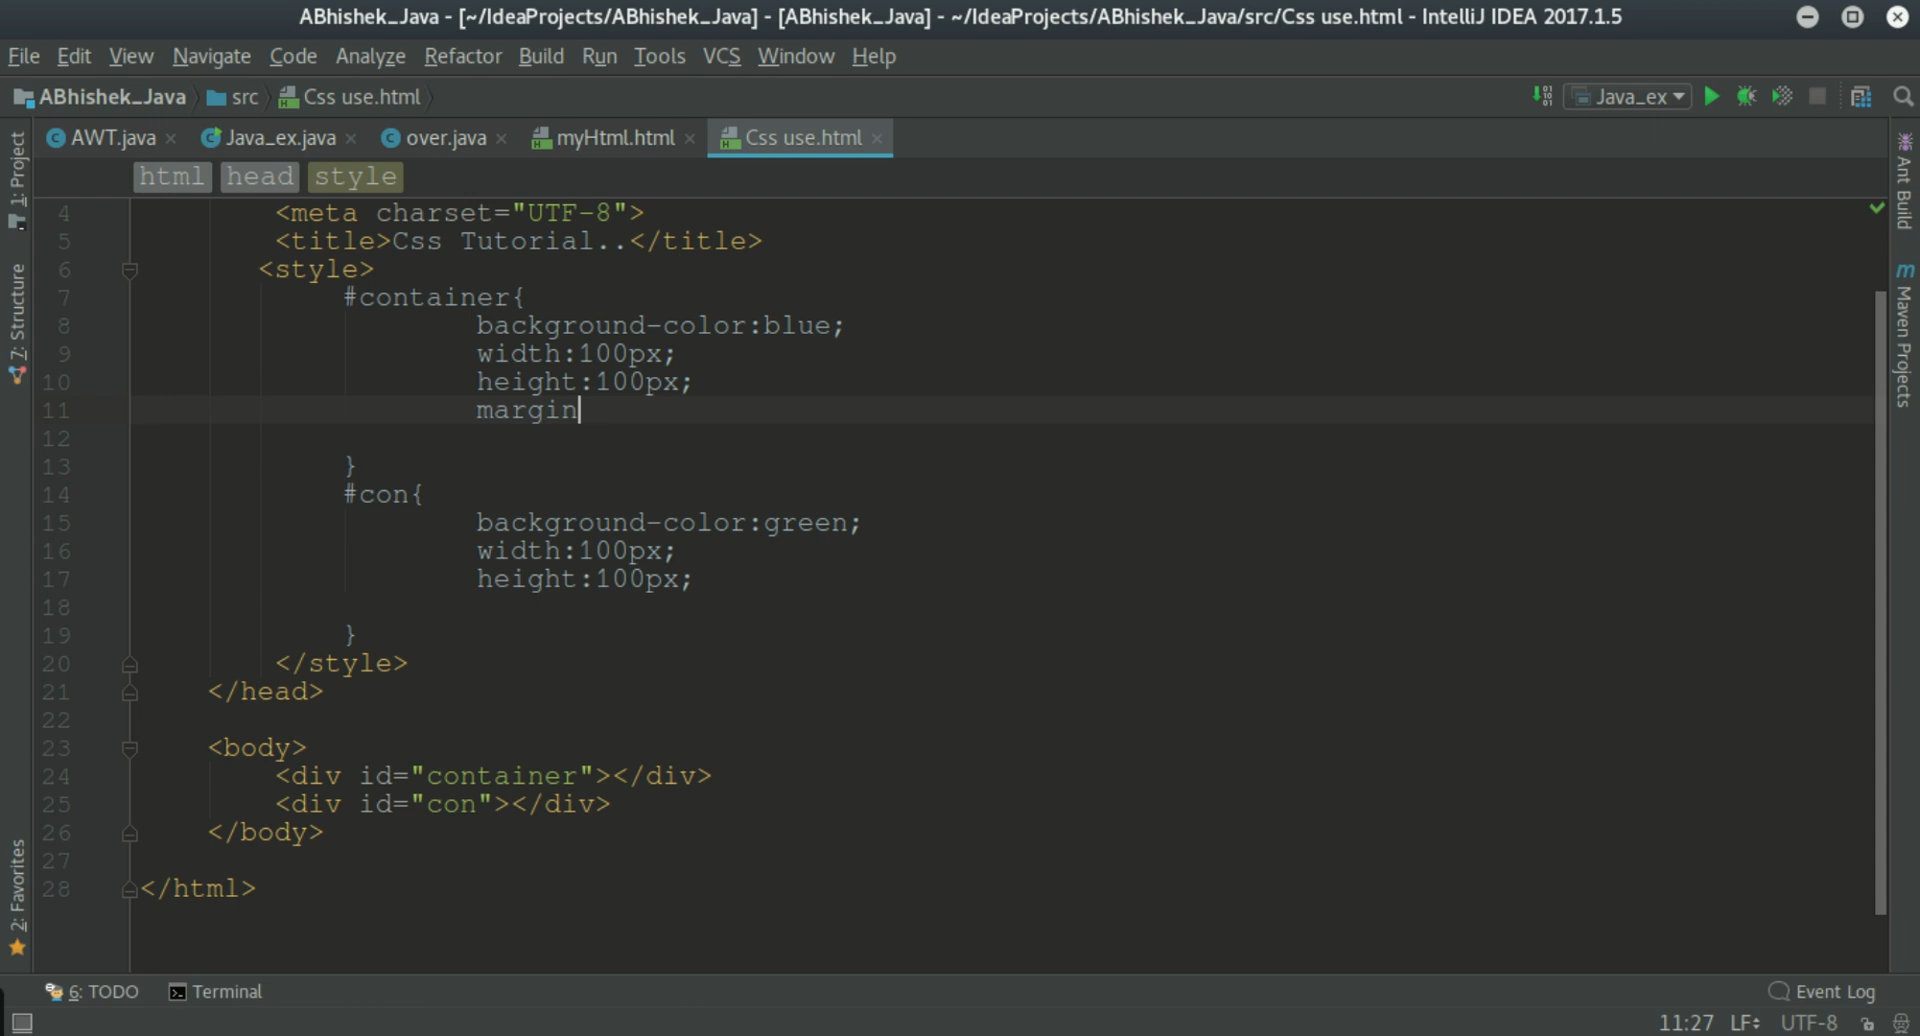 ABhishek_Java - [~/IdeaProjects/ABhishek_Java] - [ABhishek_Java] - ~/IdeaProjects/ABhishek_Java/src/Css use.html - IntelliJ IDEA 2017.1.5
File Edit View Navigate Code Analyze Refactor Build Run Tools VCS Window Help
ABhishek_Java src Css use.html Java_ex
AWT.java Java_ex.java over.java myHtml.html Css use.html
html head style
4 <meta charset="UTF-8">
5 <title>Css Tutorial..</title>
6 <style>
7 #container{
8 background-color:blue;
9 width:100px;
10 height:100px;
11 margin
12
13 }
14 #con{
15 background-color:green;
16 width:100px;
17 height:100px;
18
19 }
20 </style>
21 </head>
22
23 <body>
24 <div id="container"></div>
25 <div id="con"></div>
26 </body>
27
28 </html>
1: Project
7: Structure
2: Favorites
Ant Build
Maven Projects
6: TODO Terminal Event Log
11:27 LF UTF-8